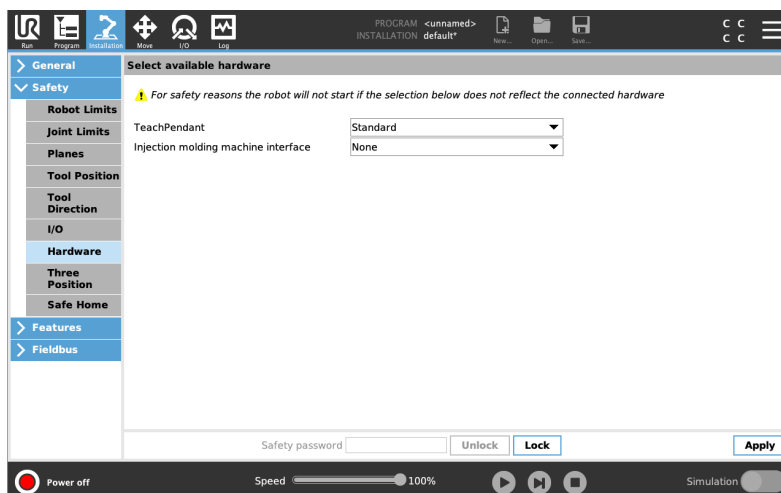 UR
PROGRAM <unnamed>
INSTALLATION default*
C C
C C
Run Program Installation Move I/O Log New... Open... Save...
General
Select available hardware
Safety
For safety reasons the robot will not start if the selection below does not reflect the connected hardware
Robot Limits
Joint Limits
Planes
Tool Position
Tool
Direction
I/O
Hardware
Three
Position
Safe Home
Features
Fieldbus
TeachPendant Standard
Injection molding machine interface None
Safety password Unlock Lock Apply
Power off Speed 100% Simulation